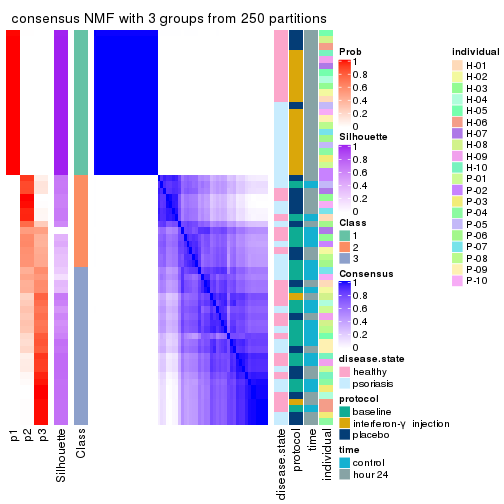 consensus NMF with 3 groups from 250 partitions
p1
p2
p3
Silhouette
Class
disease.state
protocol
time
individual
Prob
1
0.8
0.6
0.4
0.2
0
Silhouette
1
0.8
0.6
0.4
0.2
0
Class
1
2
3
Consensus
1
0.8
0.6
0.4
0.2
0
disease.state
healthy
psoriasis
protocol
baseline
interferon-γ injection
placebo
time
control
hour 24
individual
H-01
H-02
H-03
H-04
H-05
H-06
H-07
H-08
H-09
H-10
P-01
P-02
P-03
P-04
P-05
P-06
P-07
P-08
P-09
P-10